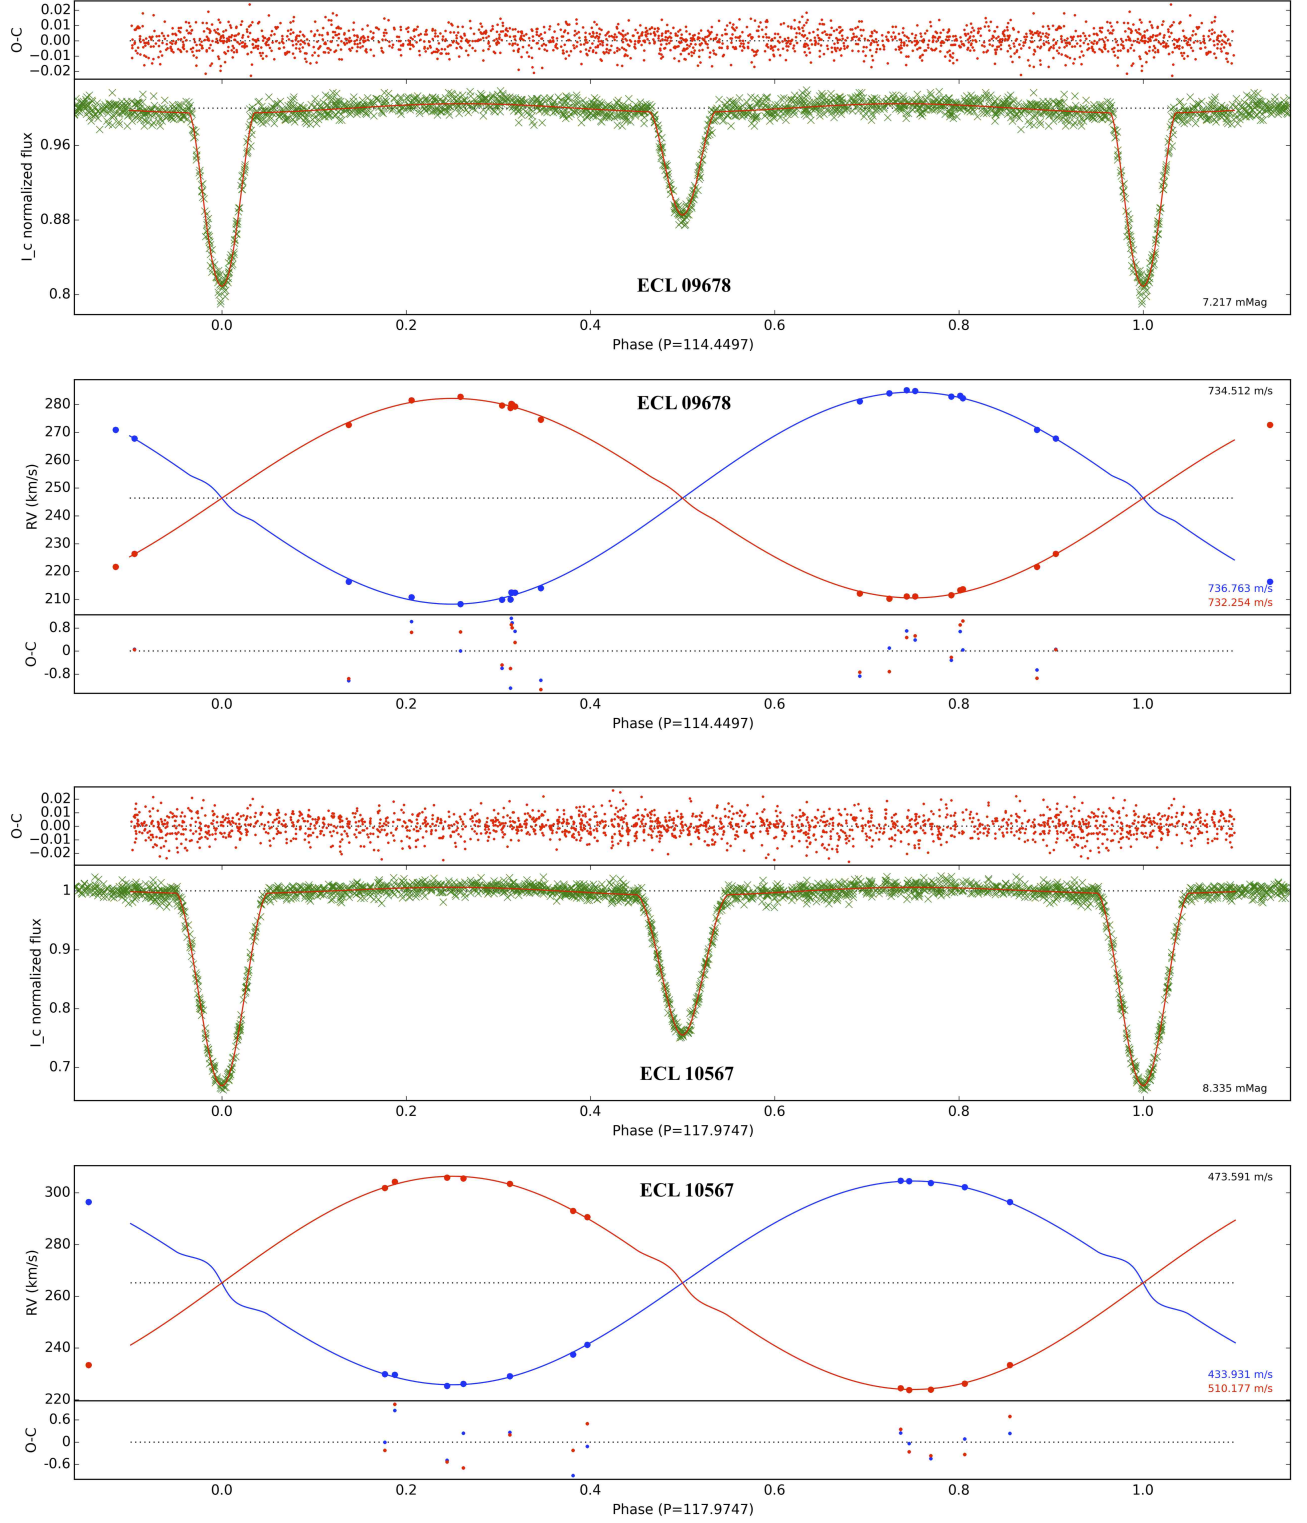 0.02
0.01
0.00
−0.01
−0.02
O-C
0.96
0.88
0.8
I_c normalized flux
ECL 09678
7.217 mMag
0.0 0.2 0.4 0.6 0.8 1.0
Phase (P=114.4497)
280
270
260
250
240
230
220
210
RV (km/s)
ECL 09678
734.512 m/s
736.763 m/s
732.254 m/s
0.8
0
-0.8
O-C
0.0 0.2 0.4 0.6 0.8 1.0
Phase (P=114.4497)
0.02
0.01
0.00
−0.01
−0.02
O-C
1
0.9
0.8
0.7
I_c normalized flux
ECL 10567
8.335 mMag
0.0 0.2 0.4 0.6 0.8 1.0
Phase (P=117.9747)
300
280
260
240
220
RV (km/s)
ECL 10567
473.591 m/s
433.931 m/s
510.177 m/s
0.6
0
-0.6
O-C
0.0 0.2 0.4 0.6 0.8 1.0
Phase (P=117.9747)